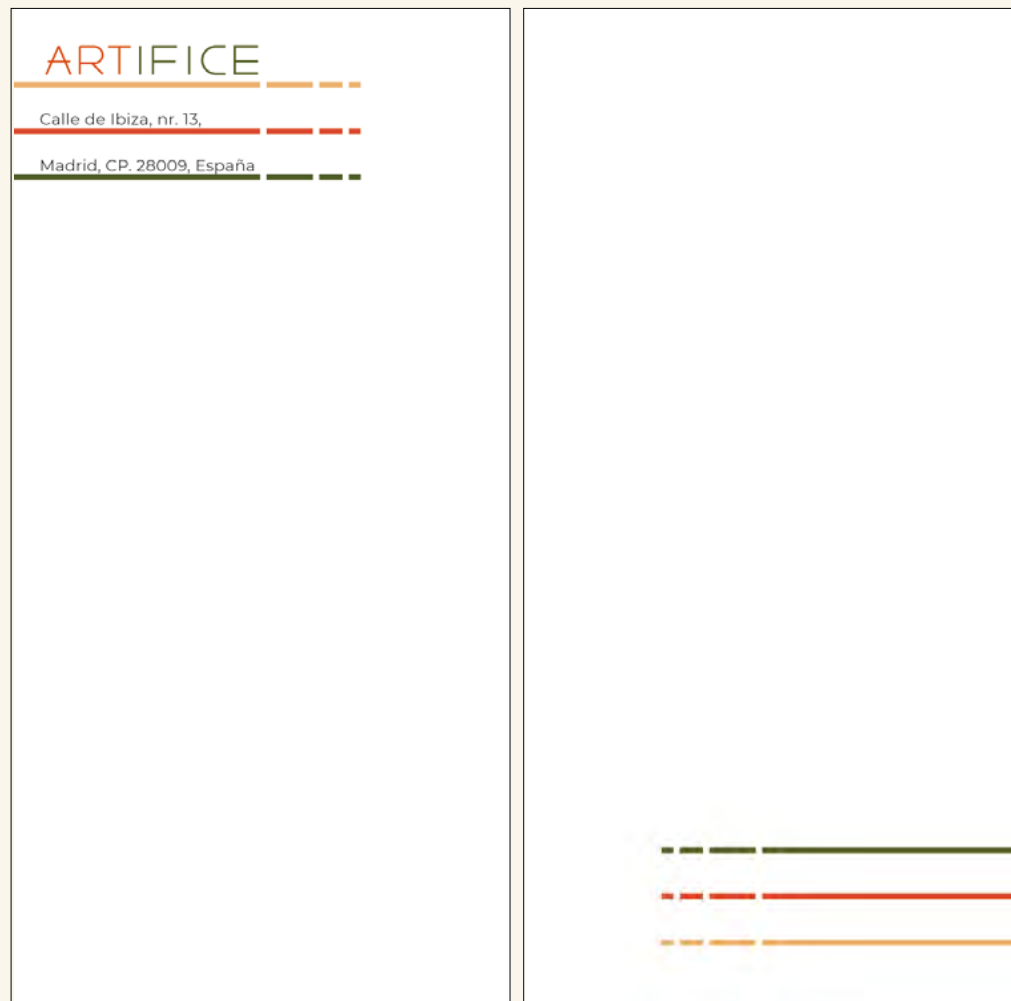 ARTIFICE
Calle de Ibiza, nr. 13,
Madrid, CP. 28009, España